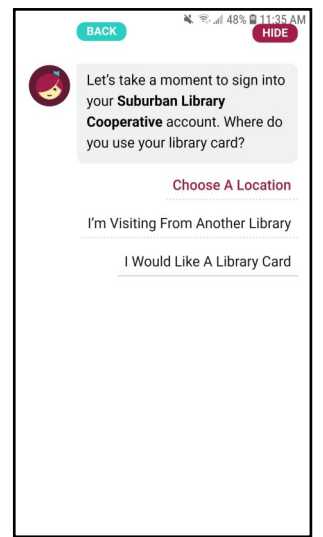 48% 11:35 AM
BACK
HIDE
Let's take a moment to sign into
your Suburban Library
Cooperative account. Where do
you use your library card?
Choose A Location
I'm Visiting From Another Library
I Would Like A Library Card